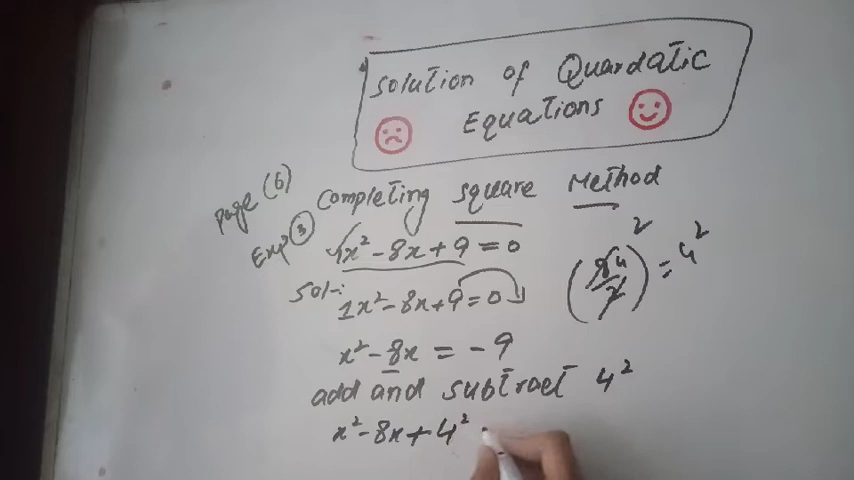 Solution of Quardatic
Equations
Page (6)
Completing square Method
Exp 3
1x² - 8x + 9 = 0
Sol:-
1x² - 8x + 9 = 0
(8/2)² = 4²
4
x² - 8x = - 9
add and subtract 4²
x² - 8x + 4²